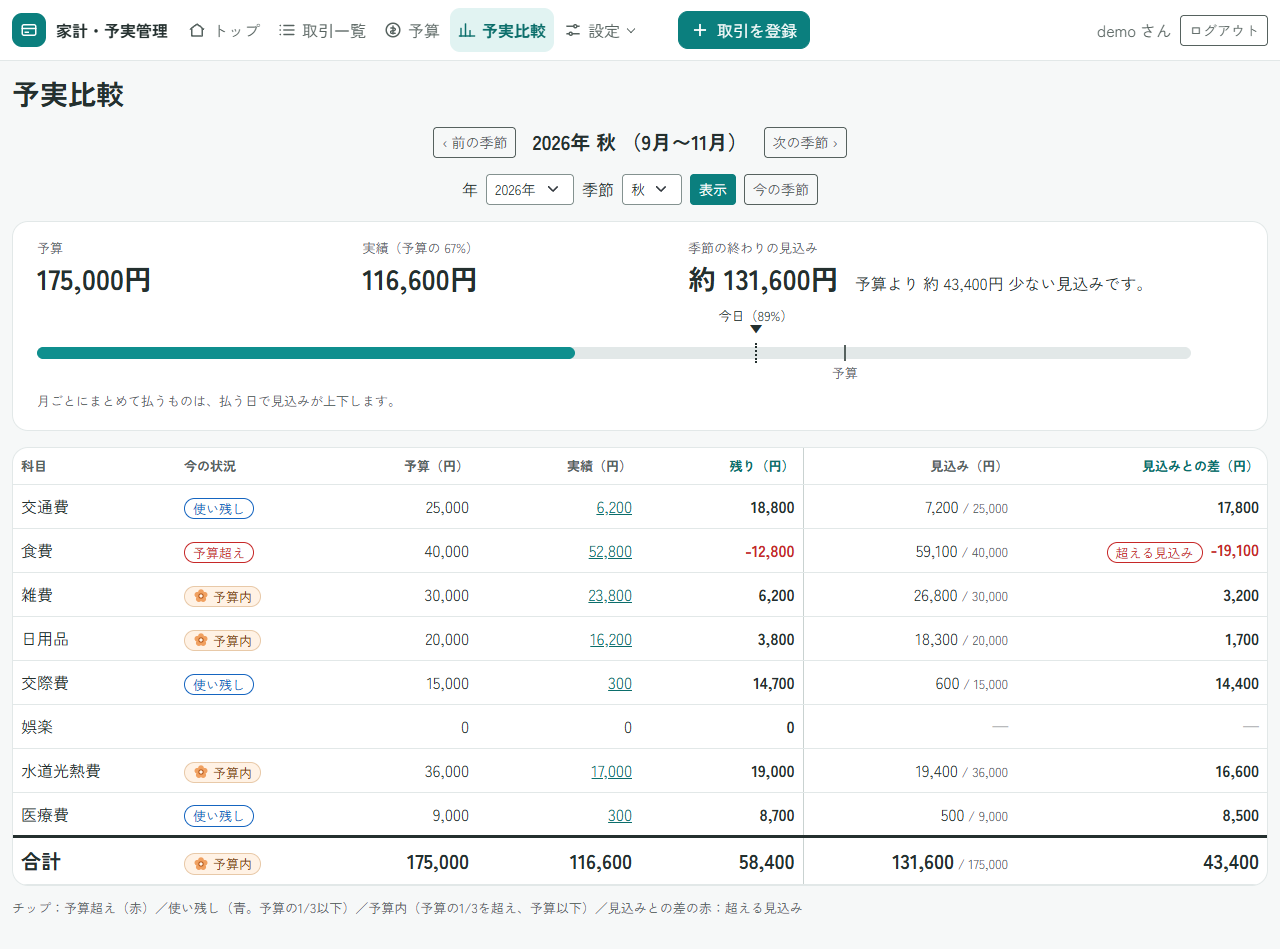 家計・予実管理 トップ 取引一覧 予算 予実比較 設定 取引を登録 demo さん ログアウト
予実比較
‹ 前の季節 2026年 秋 （9月〜11月） 次の季節 ›
年 2026年 季節 秋 表示 今の季節
予算 実績（予算の 67%） 季節の終わりの見込み
175,000円 116,600円 約 131,600円 予算より 約 43,400円 少ない見込みです。
今日（89%）
予算
月ごとにまとめて払うものは、払う日で見込みが上下します。
科目 今の状況 予算（円） 実績（円） 残り（円） 見込み（円） 見込みとの差（円）
交通費 使い残し 25,000 6,200 18,800 7,200 / 25,000 17,800
食費 予算超え 40,000 52,800 -12,800 59,100 / 40,000 超える見込み -19,100
雑費 予算内 30,000 23,800 6,200 26,800 / 30,000 3,200
日用品 予算内 20,000 16,200 3,800 18,300 / 20,000 1,700
交際費 使い残し 15,000 300 14,700 600 / 15,000 14,400
娯楽 0 0 0 — —
水道光熱費 予算内 36,000 17,000 19,000 19,400 / 36,000 16,600
医療費 使い残し 9,000 300 8,700 500 / 9,000 8,500
合計 予算内 175,000 116,600 58,400 131,600 / 175,000 43,400
チップ：予算超え（赤）／使い残し（青。予算の1/3以下）／予算内（予算の1/3を超え、予算以下）／見込みとの差の赤：超える見込み